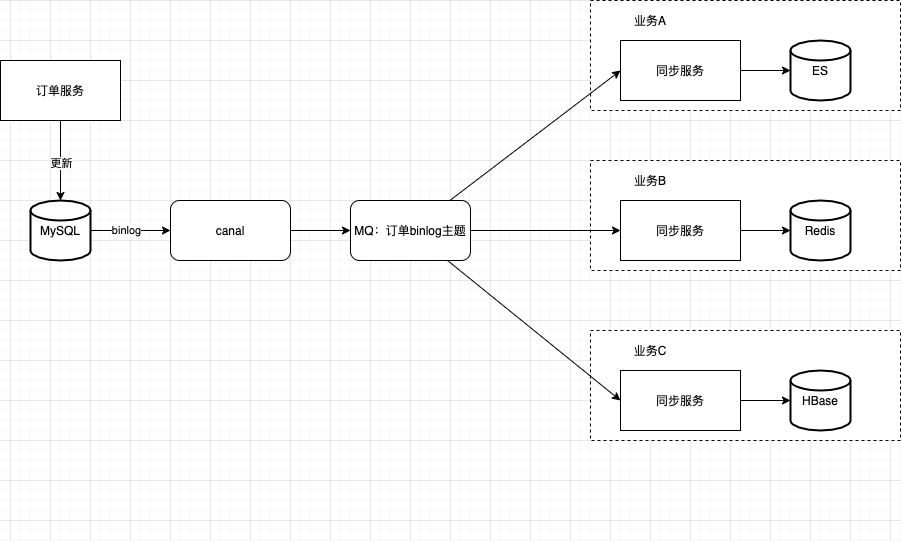 业务A
同步服务
ES
订单服务
更新
业务B
MySQL
binlog
canal
MQ：订单binlog主题
同步服务
Redis
业务C
同步服务
HBase